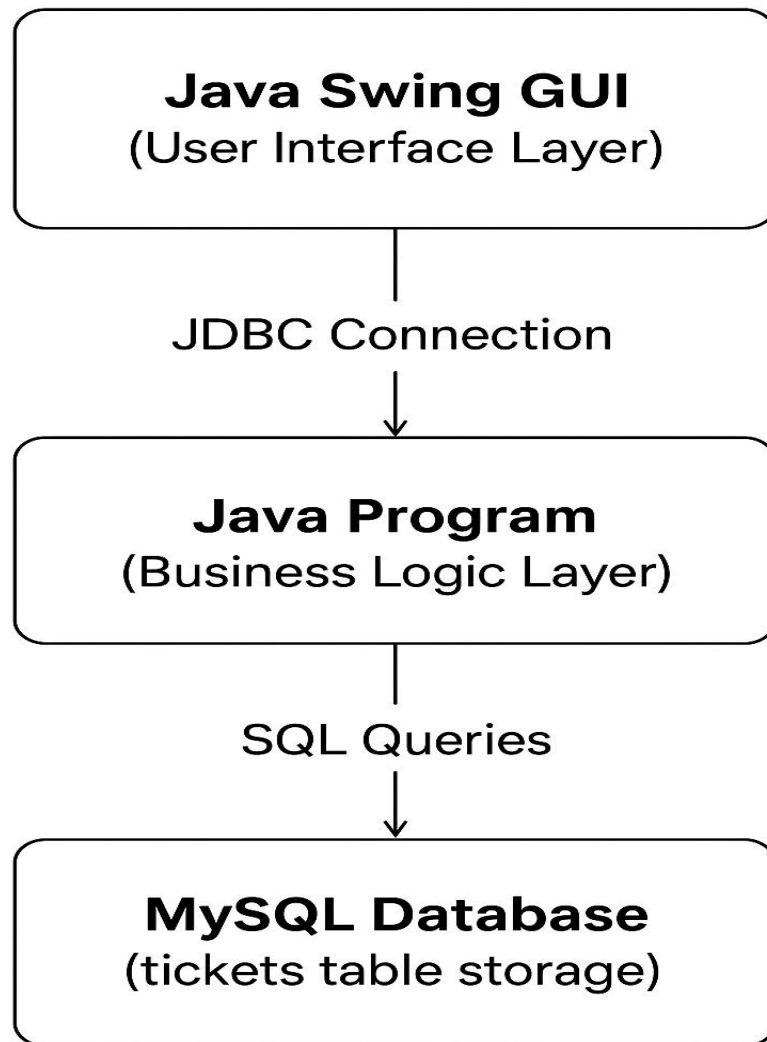 Java Swing GUI
(User Interface Layer)
JDBC Connection
Java Program
(Business Logic Layer)
SQL Queries
MySQL Database
(tickets table storage)